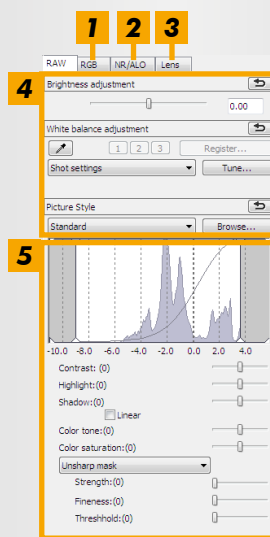 1 2 3
RAW RGB NR/ALO Lens
4
Brightness adjustment
0.00
White balance adjustment
1 2 3 Register...
Shot settings Tune...
Picture Style
Standard Browse...
5
-10.0 -8.0 -6.0 -4.0 -2.0 0.0 2.0 4.0
Contrast: (0)
Highlight:(0)
Shadow:(0)
Linear
Color tone:(0)
Color saturation:(0)
Unsharp mask
Strength:(0)
Fineness:(0)
Threshhold:(0)